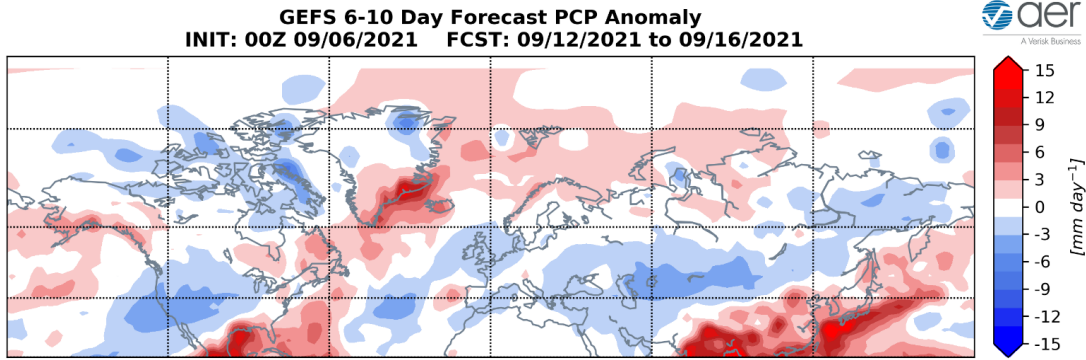 GEFS 6-10 Day Forecast PCP Anomaly
INIT: 00Z 09/06/2021 FCST: 09/12/2021 to 09/16/2021
aer
A Verisk Business
15
12
9
6
3
0
-3
-6
-9
-12
-15
[mm day⁻¹]